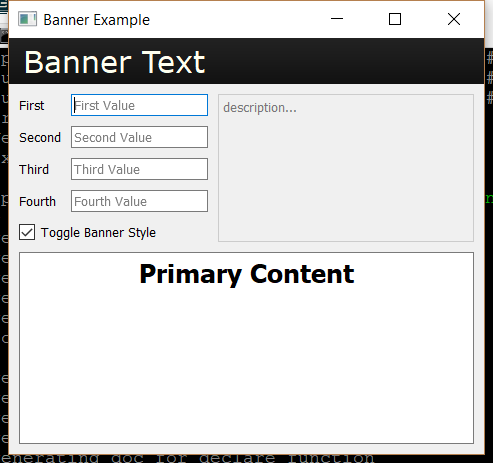 Banner Example
Banner Text
First First Value
Second Second Value
Third Third Value
Fourth Fourth Value
description...
Toggle Banner Style
Primary Content
enerating doc for declare function